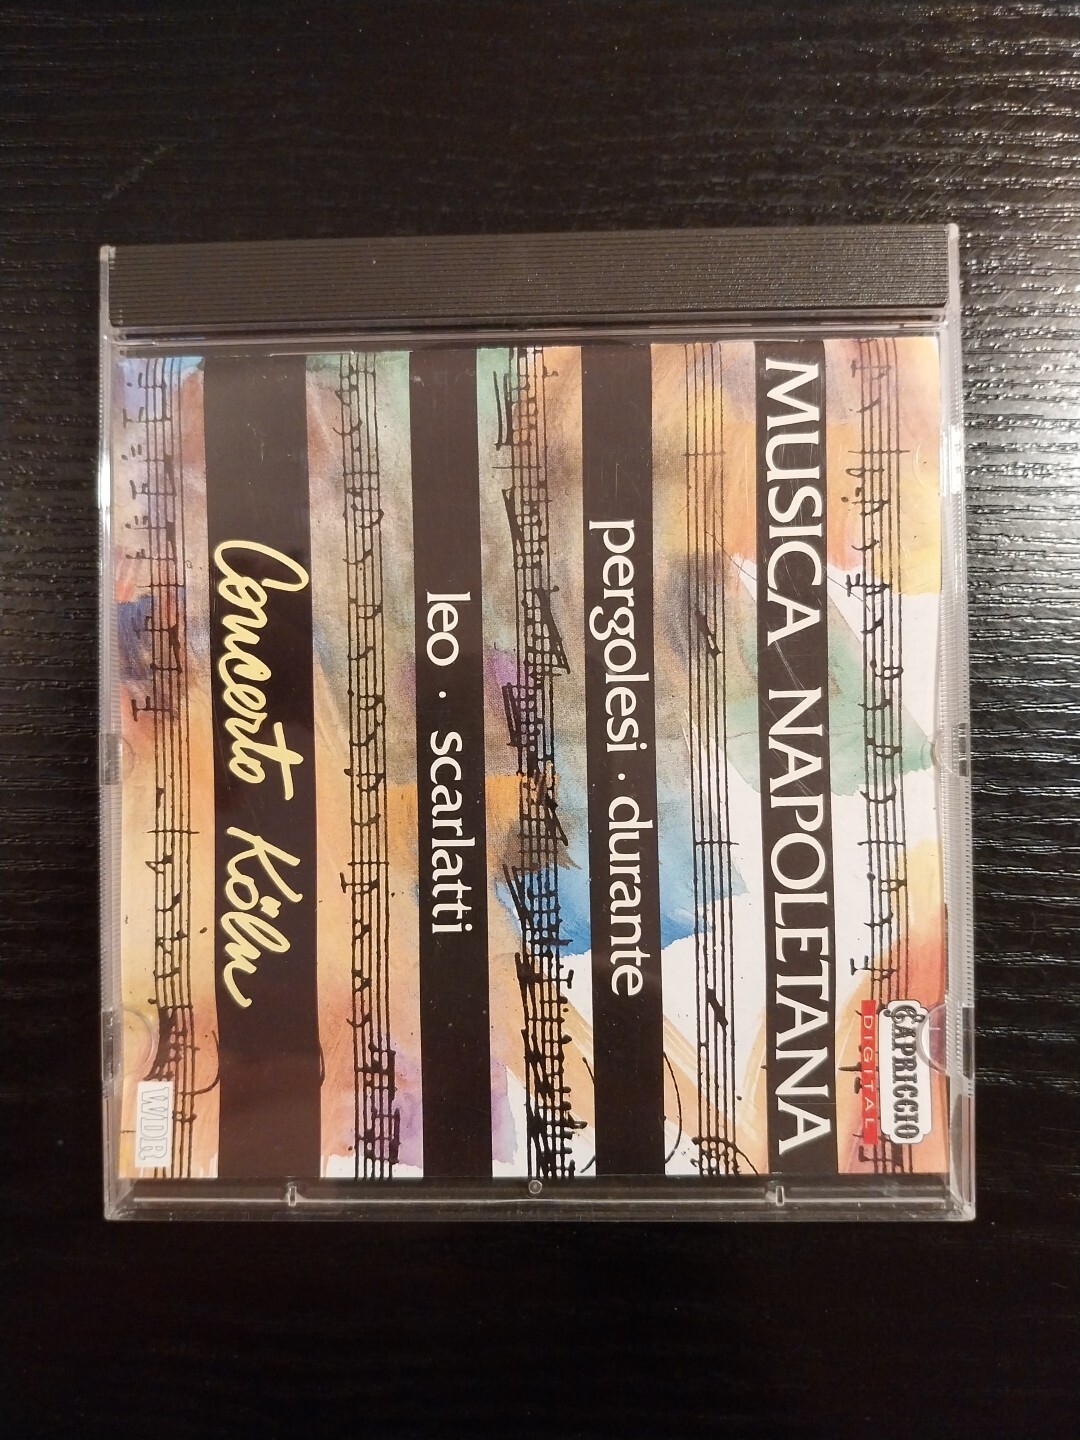 CAPRICCIO
DIGITAL
MUSICA NAPOLETANA
pergolesi · durante
leo · scarlatti
Concerto Köln
WDR